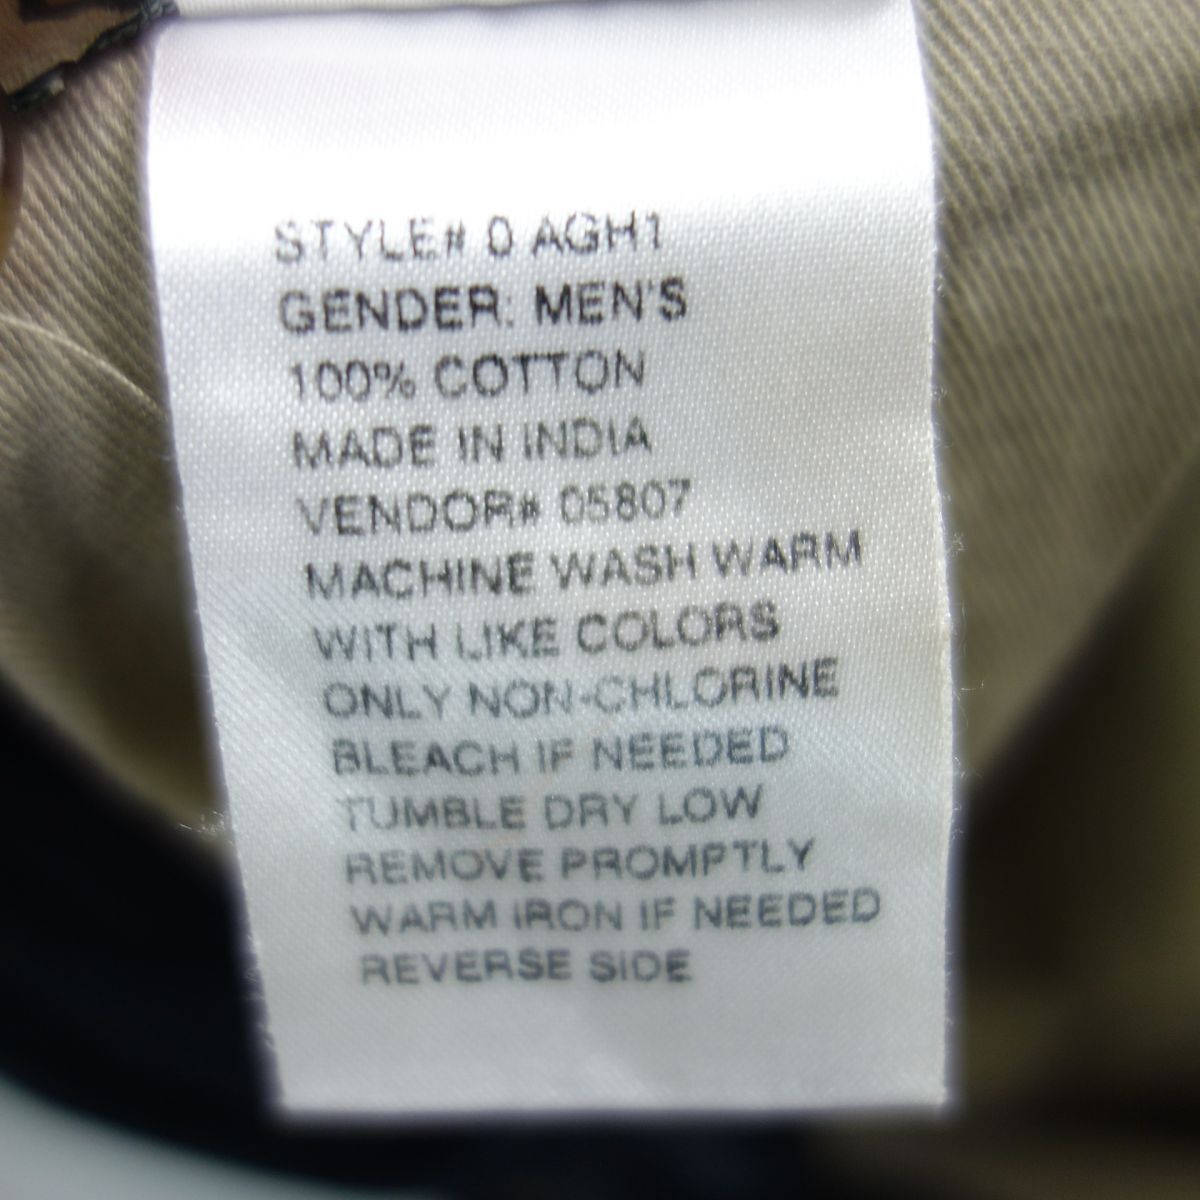 STYLE# 0 AGH1
GENDER: MEN'S
100% COTTON
MADE IN INDIA
VENDOR# 05807
MACHINE WASH WARM
WITH LIKE COLORS
ONLY NON-CHLORINE
BLEACH IF NEEDED
TUMBLE DRY LOW
REMOVE PROMPTLY
WARM IRON IF NEEDED
REVERSE SIDE